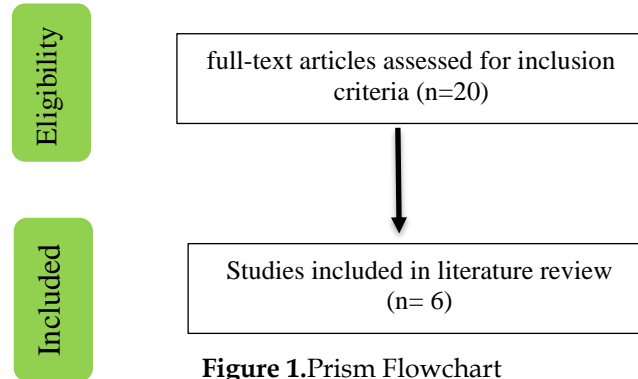 Eligibility
full-text articles assessed for inclusion
criteria (n=20)
Included
Studies included in literature review
(n= 6)
Figure 1.Prism Flowchart